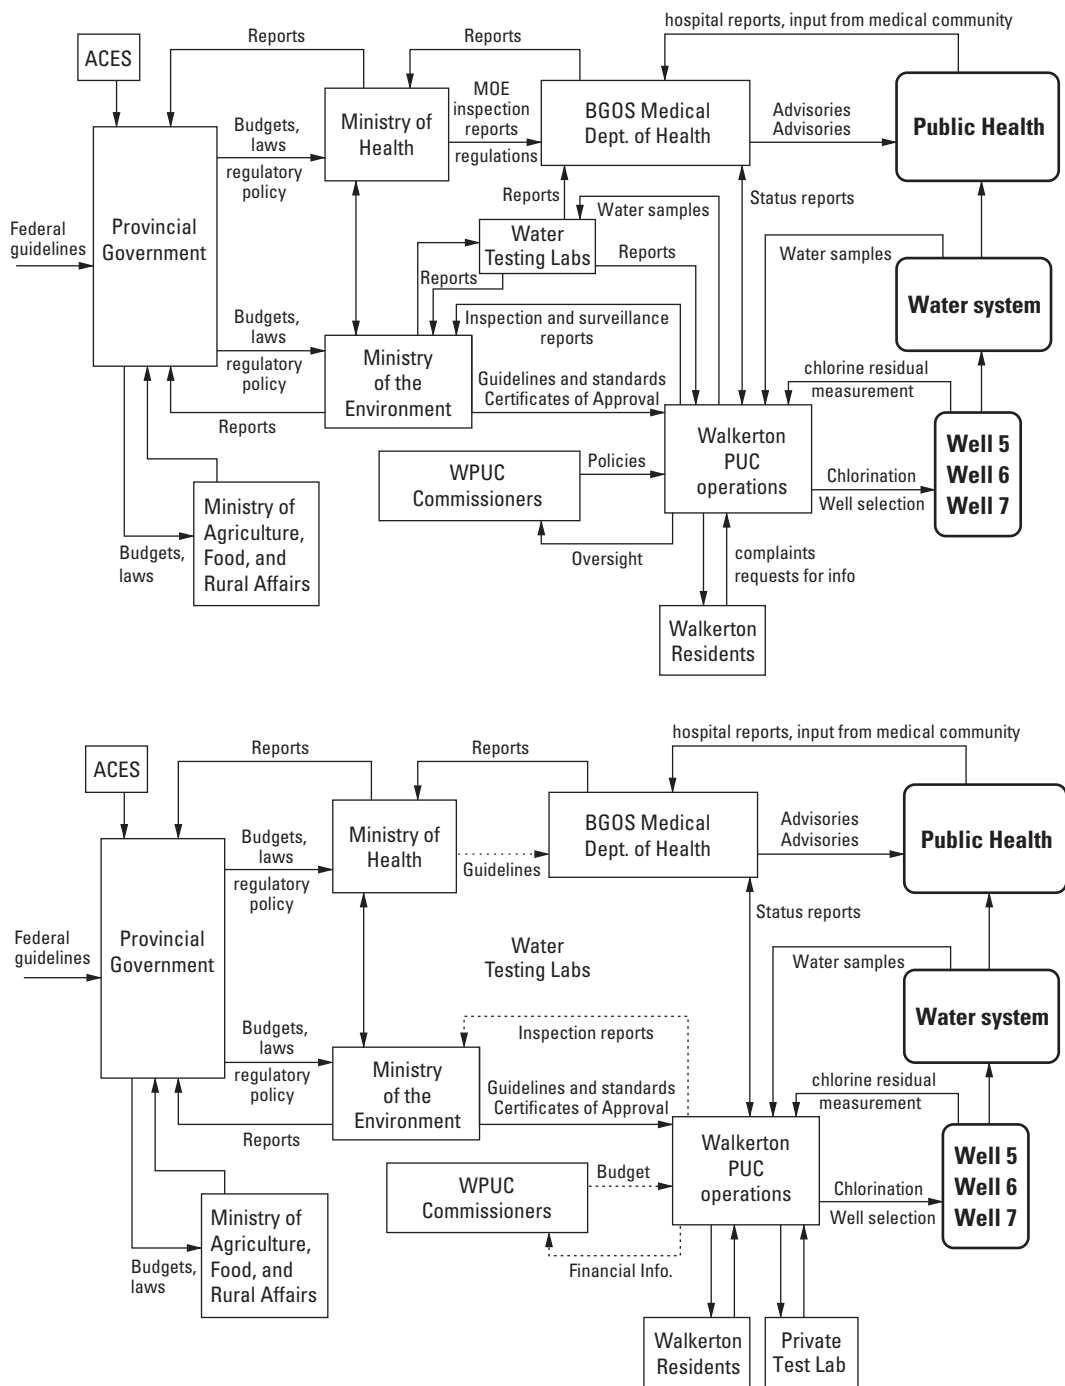 hospital reports, input from medical community
Reports
Reports
ACES
MOE
inspection
reports
regulations
Ministry of
Health
BGOS Medical
Dept. of Health
Advisories
Advisories
Public Health
Budgets,
laws
regulatory
policy
Reports
Water samples
Status reports
Federal
guidelines
Provincial
Government
Water
Testing Labs
Reports
Reports
Water samples
Water system
Budgets,
laws
regulatory
policy
Inspection and surveillance
reports
Ministry
of the
Environment
Guidelines and standards
Certificates of Approval
chlorine residual
measurement
Reports
Walkerton
PUC
operations
Well 5
Well 6
Well 7
WPUC
Commissioners
Policies
Chlorination
Well selection
Ministry of
Agriculture,
Food, and
Rural Affairs
Budgets,
laws
Oversight
complaints
requests for info
Walkerton
Residents
hospital reports, input from medical community
Reports
Reports
ACES
Ministry of
Health
BGOS Medical
Dept. of Health
Advisories
Advisories
Public Health
Budgets,
laws
regulatory
policy
Guidelines
Status reports
Federal
guidelines
Provincial
Government
Water
Testing Labs
Water samples
Water system
Budgets,
laws
regulatory
policy
Inspection reports
Ministry
of the
Environment
Guidelines and standards
Certificates of Approval
chlorine residual
measurement
Reports
Walkerton
PUC
operations
Well 5
Well 6
Well 7
WPUC
Commissioners
Budget
Chlorination
Well selection
Ministry of
Agriculture,
Food, and
Rural Affairs
Budgets,
laws
Financial Info.
Walkerton
Residents
Private
Test Lab